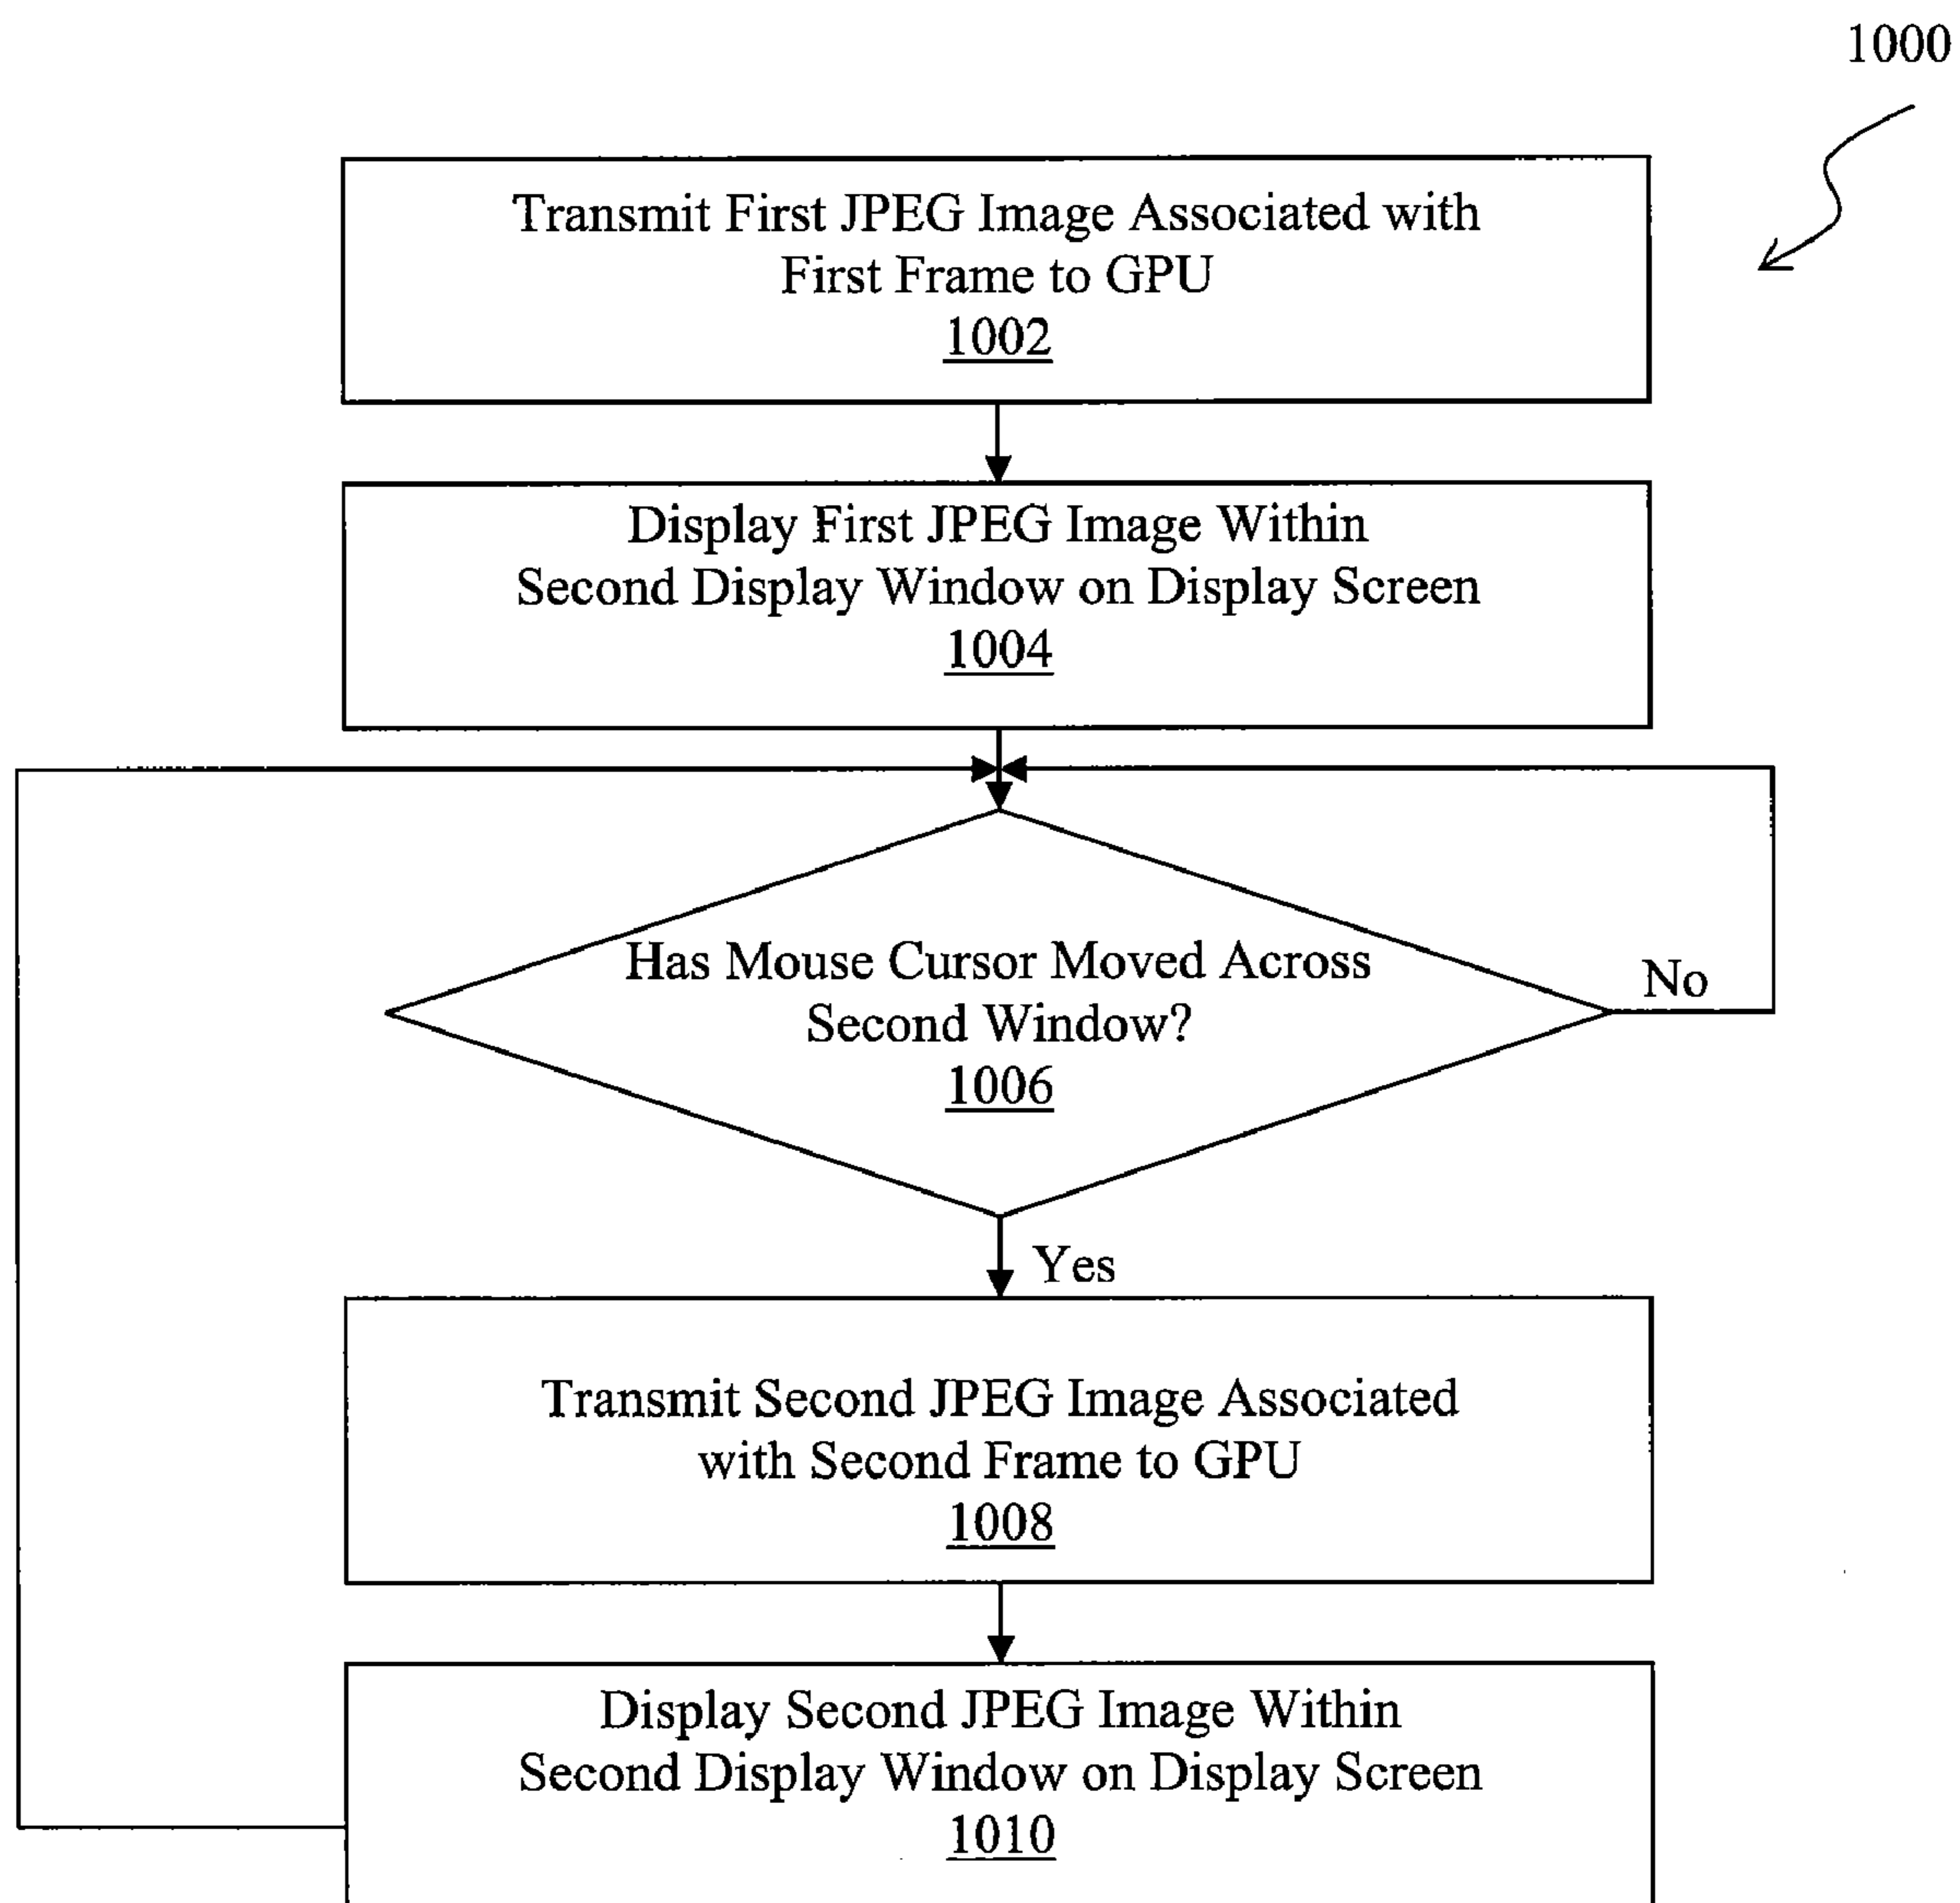 1000
Transmit First JPEG Image Associated with
First Frame to GPU
1002
Display First JPEG Image Within
Second Display Window on Display Screen
1004
Has Mouse Cursor Moved Across
Second Window?
1006
No
Yes
Transmit Second JPEG Image Associated
with Second Frame to GPU
1008
Display Second JPEG Image Within
Second Display Window on Display Screen
1010